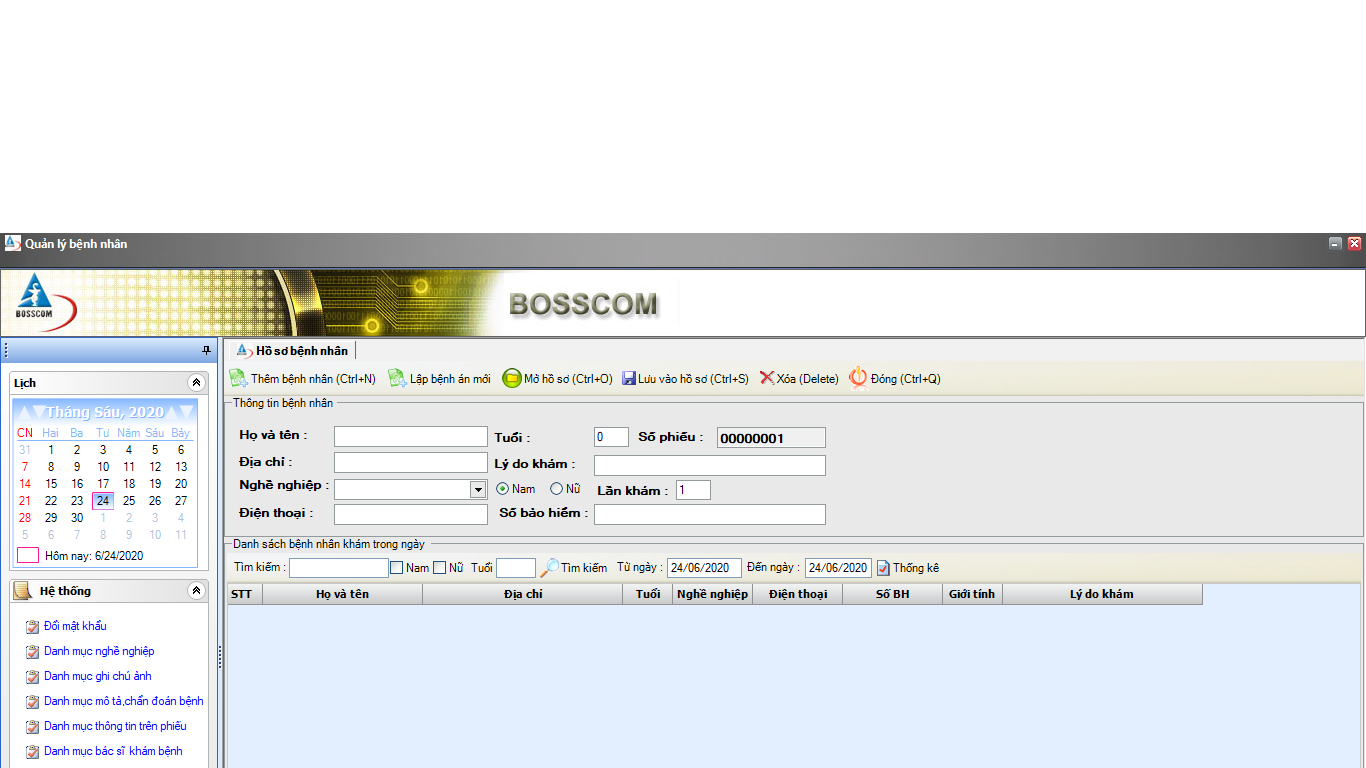 Quản lý bệnh nhân
BOSSCOM
BOSSCOM
Lịch
Tháng Sáu, 2020
CN Hai Ba Tư Năm Sáu Bảy
31 1 2 3 4 5 6
7 8 9 10 11 12 13
14 15 16 17 18 19 20
21 22 23 24 25 26 27
28 29 30 1 2 3 4
5 6 7 8 9 10 11
Hôm nay: 6/24/2020
Hệ thống
Đổi mật khẩu
Danh mục nghề nghiệp
Danh mục ghi chú ảnh
Danh mục mô tả,chẩn đoán bệnh
Danh mục thông tin trên phiếu
Danh mục bác sĩ khám bệnh
Hồ sơ bệnh nhân
Thêm bệnh nhân (Ctrl+N) Lập bệnh án mới Mở hồ sơ (Ctrl+O) Lưu vào hồ sơ (Ctrl+S) Xóa (Delete) Đóng (Ctrl+Q)
Thông tin bệnh nhân
Họ và tên : Tuổi : 0 Số phiếu : 00000001
Địa chỉ : Lý do khám :
Nghề nghiệp : Nam Nữ Lần khám : 1
Điện thoại : Số bảo hiểm :
Danh sách bệnh nhân khám trong ngày
Tìm kiếm : Nam Nữ Tuổi Tìm kiếm Từ ngày : 24/06/2020 Đến ngày : 24/06/2020 Thống kê
STT Họ và tên Địa chỉ Tuổi Nghề nghiệp Điện thoại Số BH Giới tính Lý do khám